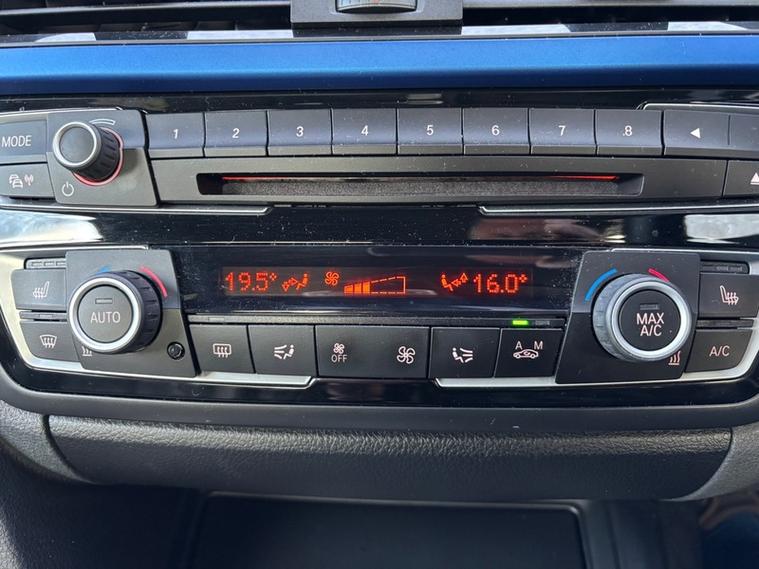 MODE
1 2 3 4 5 6 7 8
19.5° 16.0°
AUTO
MAX
A/C
OFF
A M
A/C